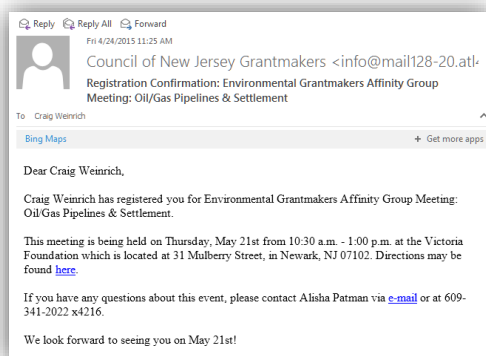 Reply Reply All Forward
Fri 4/24/2015 11:25 AM
Council of New Jersey Grantmakers <info@mail128-20.atl4
Registration Confirmation: Environmental Grantmakers Affinity Group
Meeting: Oil/Gas Pipelines & Settlement
To Craig Weinrich
Bing Maps + Get more apps
Dear Craig Weinrich,
Craig Weinrich has registered you for Environmental Grantmakers Affinity Group Meeting:
Oil/Gas Pipelines & Settlement.
This meeting is being held on Thursday, May 21st from 10:30 a.m. - 1:00 p.m. at the Victoria
Foundation which is located at 31 Mulberry Street, in Newark, NJ 07102. Directions may be
found here.
If you have any questions about this event, please contact Alisha Patman via e-mail or at 609-
341-2022 x4216.
We look forward to seeing you on May 21st!